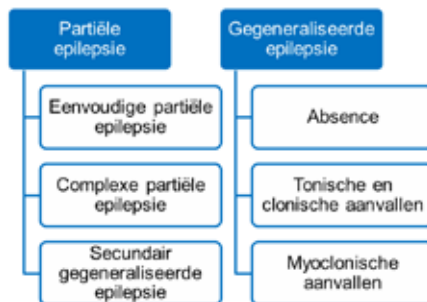 Partiële
epilepsie
Eenvoudige partiële
epilepsie
Complexe partiële
epilepsie
Secundair
gegeneraliseerde
epilepsie
Gegeneraliseerde
epilepsie
Absence
Tonische en
clonische aanvallen
Myoclonische
aanvallen